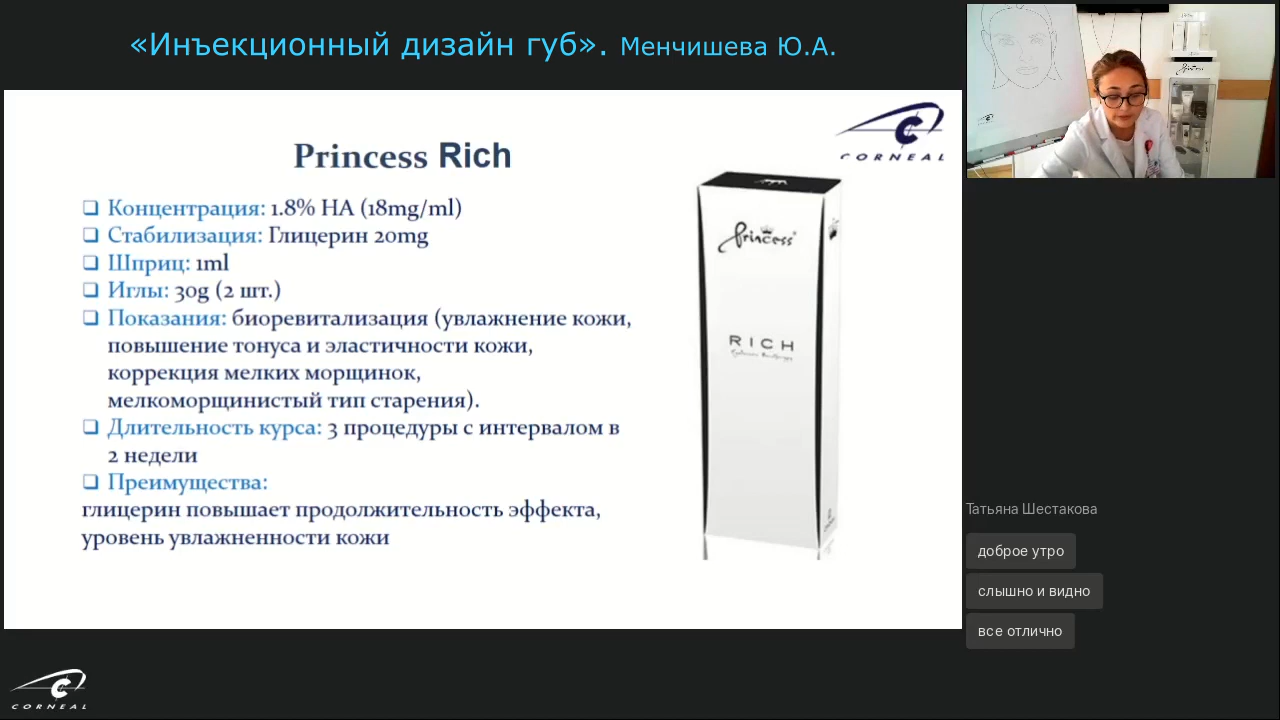 «Инъекционный дизайн губ». Менчишева Ю.А.
CORNEAL
Princess Rich
❑ Концентрация: 1.8% HA (18mg/ml)
❑ Стабилизация: Глицерин 20mg
❑ Шприц: 1ml
❑ Иглы: 30g (2 шт.)
❑ Показания: биоревитализация (увлажнение кожи,
повышение тонуса и эластичности кожи,
коррекция мелких морщинок,
мелкоморщинистый тип старения).
❑ Длительность курса: 3 процедуры с интервалом в
2 недели
❑ Преимущества:
глицерин повышает продолжительность эффекта,
уровень увлажненности кожи
Princess
RICH
Princess
Татьяна Шестакова
доброе утро
слышно и видно
все отлично
CORNEAL